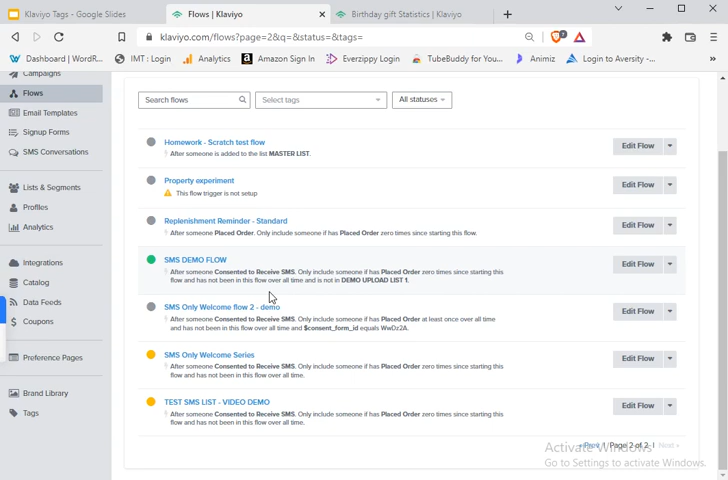 Klaviyo Tags - Google Slides
Flows | Klaviyo
Birthday gift Statistics | Klaviyo
klaviyo.com/flows?page=2&q=&status=&tags=
Dashboard | WordR...
IMT : Login
Analytics
Amazon Sign In
Everzippy Login
TubeBuddy for You...
Animiz
Login to Aversity -...
Campaigns
Flows
Email Templates
Signup Forms
SMS Conversations
Lists & Segments
Profiles
Analytics
Integrations
Catalog
Data Feeds
Coupons
Preference Pages
Brand Library
Tags
Search flows
Select tags
All statuses
Homework - Scratch test flow
After someone is added to the list MASTER LIST.
Edit Flow
Property experiment
This flow trigger is not setup
Edit Flow
Replenishment Reminder - Standard
After someone Placed Order. Only include someone if has Placed Order zero times since starting this flow.
Edit Flow
SMS DEMO FLOW
After someone Consented to Receive SMS. Only include someone if has Placed Order zero times since starting this
flow and has not been in this flow over all time and is not in DEMO UPLOAD LIST 1.
Edit Flow
SMS Only Welcome flow 2 - demo
After someone Consented to Receive SMS. Only include someone if has Placed Order at least once over all time
and has not been in this flow over all time and $consent_form_id equals WwDz2A.
Edit Flow
SMS Only Welcome Series
After someone Consented to Receive SMS. Only include someone if has Placed Order zero times since starting this
flow and has not been in this flow over all time.
Edit Flow
TEST SMS LIST - VIDEO DEMO
After someone Consented to Receive SMS. Only include someone if has Placed Order zero times since starting this
flow and has not been in this flow over all time.
Edit Flow
« Prev | Page 2 of 2 | Next »
Activate Windows
Go to Settings to activate Windows.